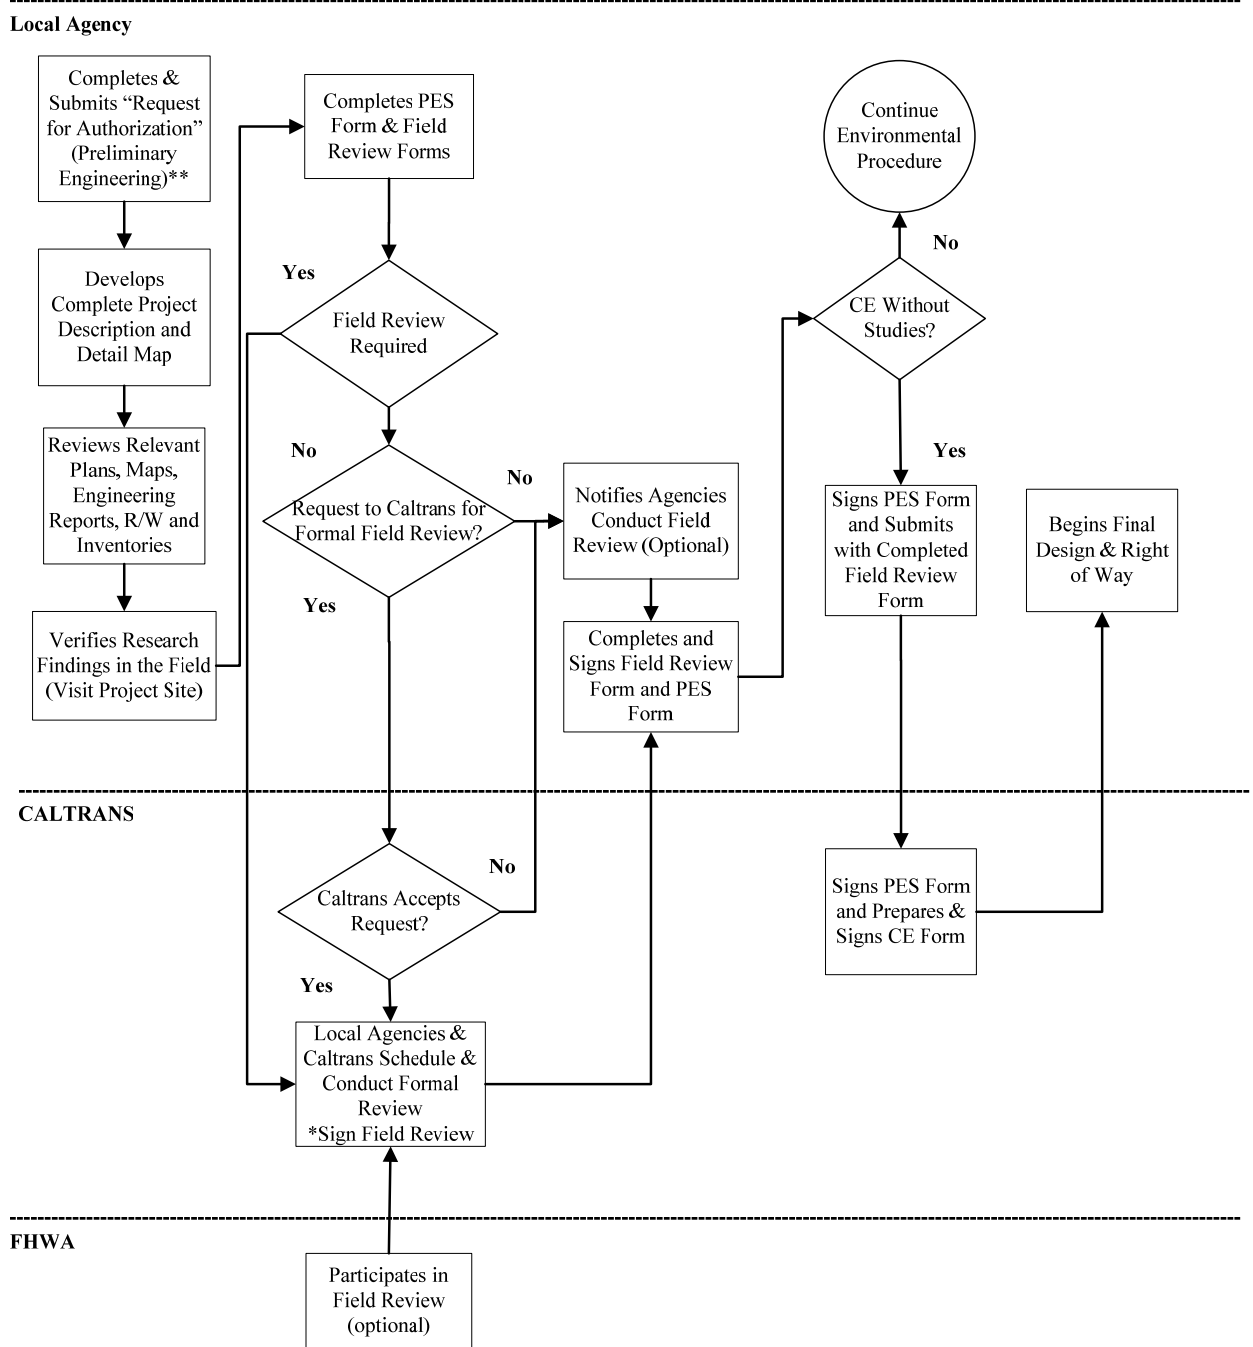 Local Agency
Completes &
Submits “Request
for Authorization”
(Preliminary
Engineering)**
Develops
Complete Project
Description and
Detail Map
Reviews Relevant
Plans, Maps,
Engineering
Reports, R/W and
Inventories
Verifies Research
Findings in the Field
(Visit Project Site)
Completes PES
Form & Field
Review Forms
Yes
Field Review
Required
No
Request to Caltrans for
Formal Field Review?
No
Yes
Notifies Agencies
Conduct Field
Review (Optional)
Completes and
Signs Field Review
Form and PES
Form
Continue
Environmental
Procedure
No
CE Without
Studies?
Yes
Signs PES Form
and Submits
with Completed
Field Review
Form
Begins Final
Design & Right
of Way
CALTRANS
Caltrans Accepts
Request?
No
Yes
Local Agencies &
Caltrans Schedule &
Conduct Formal
Review
*Sign Field Review
Signs PES Form
and Prepares &
Signs CE Form
FHWA
Participates in
Field Review
(optional)